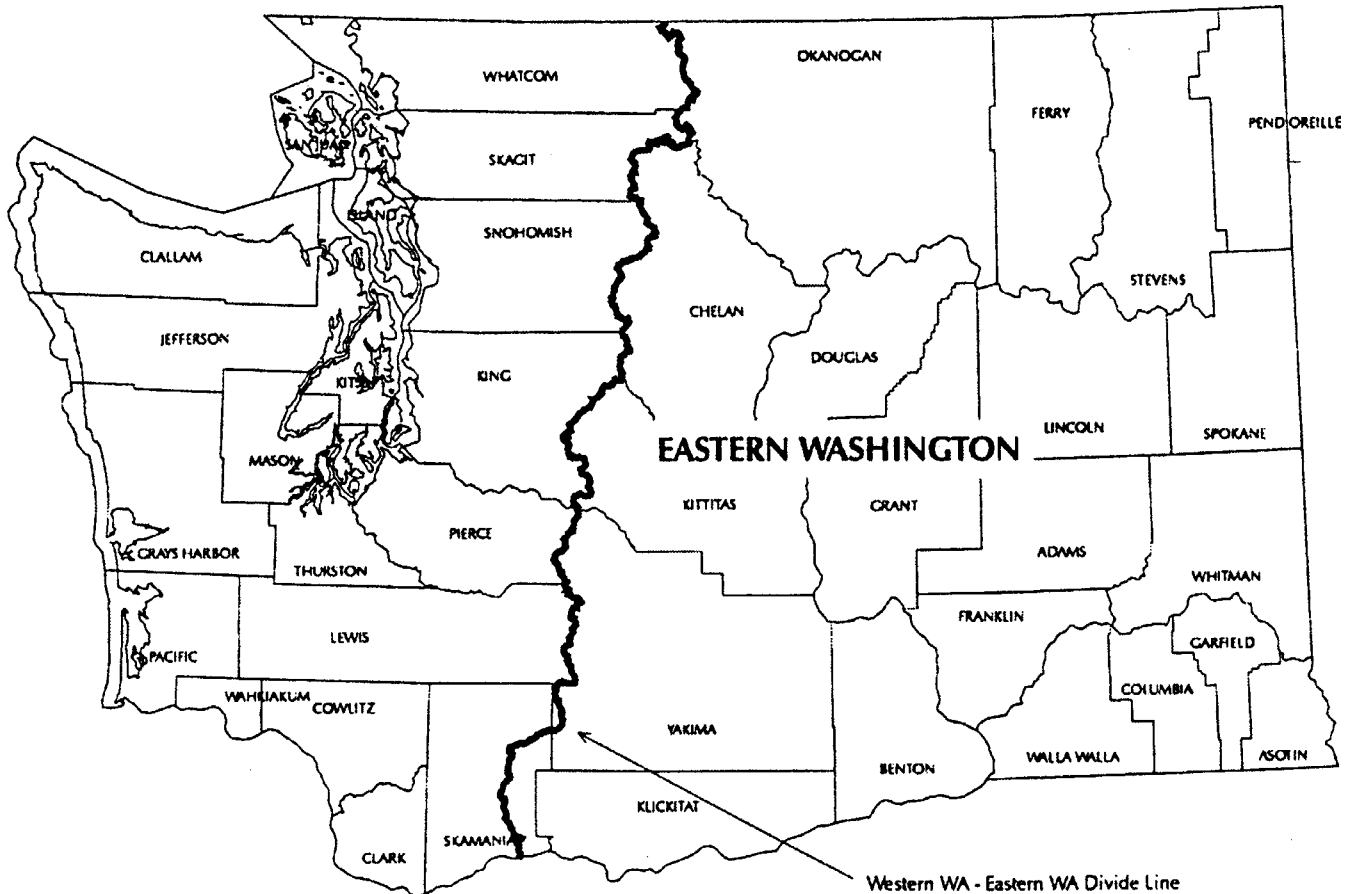 WHATCOM
OKANOGAN
FERRY
PEND OREILLE
SAN JUAN
SKAGIT
ISLAND
SNOHOMISH
CLALLAM
STEVENS
CHELAN
JEFFERSON
DOUGLAS
KING
KITSAP
LINCOLN
SPOKANE
EASTERN WASHINGTON
MASON
KITTITAS
GRANT
PIERCE
GRAYS HARBOR
ADAMS
THURSTON
WHITMAN
FRANKLIN
LEWIS
GARFIELD
PACIFIC
COLUMBIA
WAHKIAKUM
COWLITZ
YAKIMA
WALLA WALLA
ASOTIN
BENTON
KLICKITAT
SKAMANIA
CLARK
Western WA - Eastern WA Divide Line